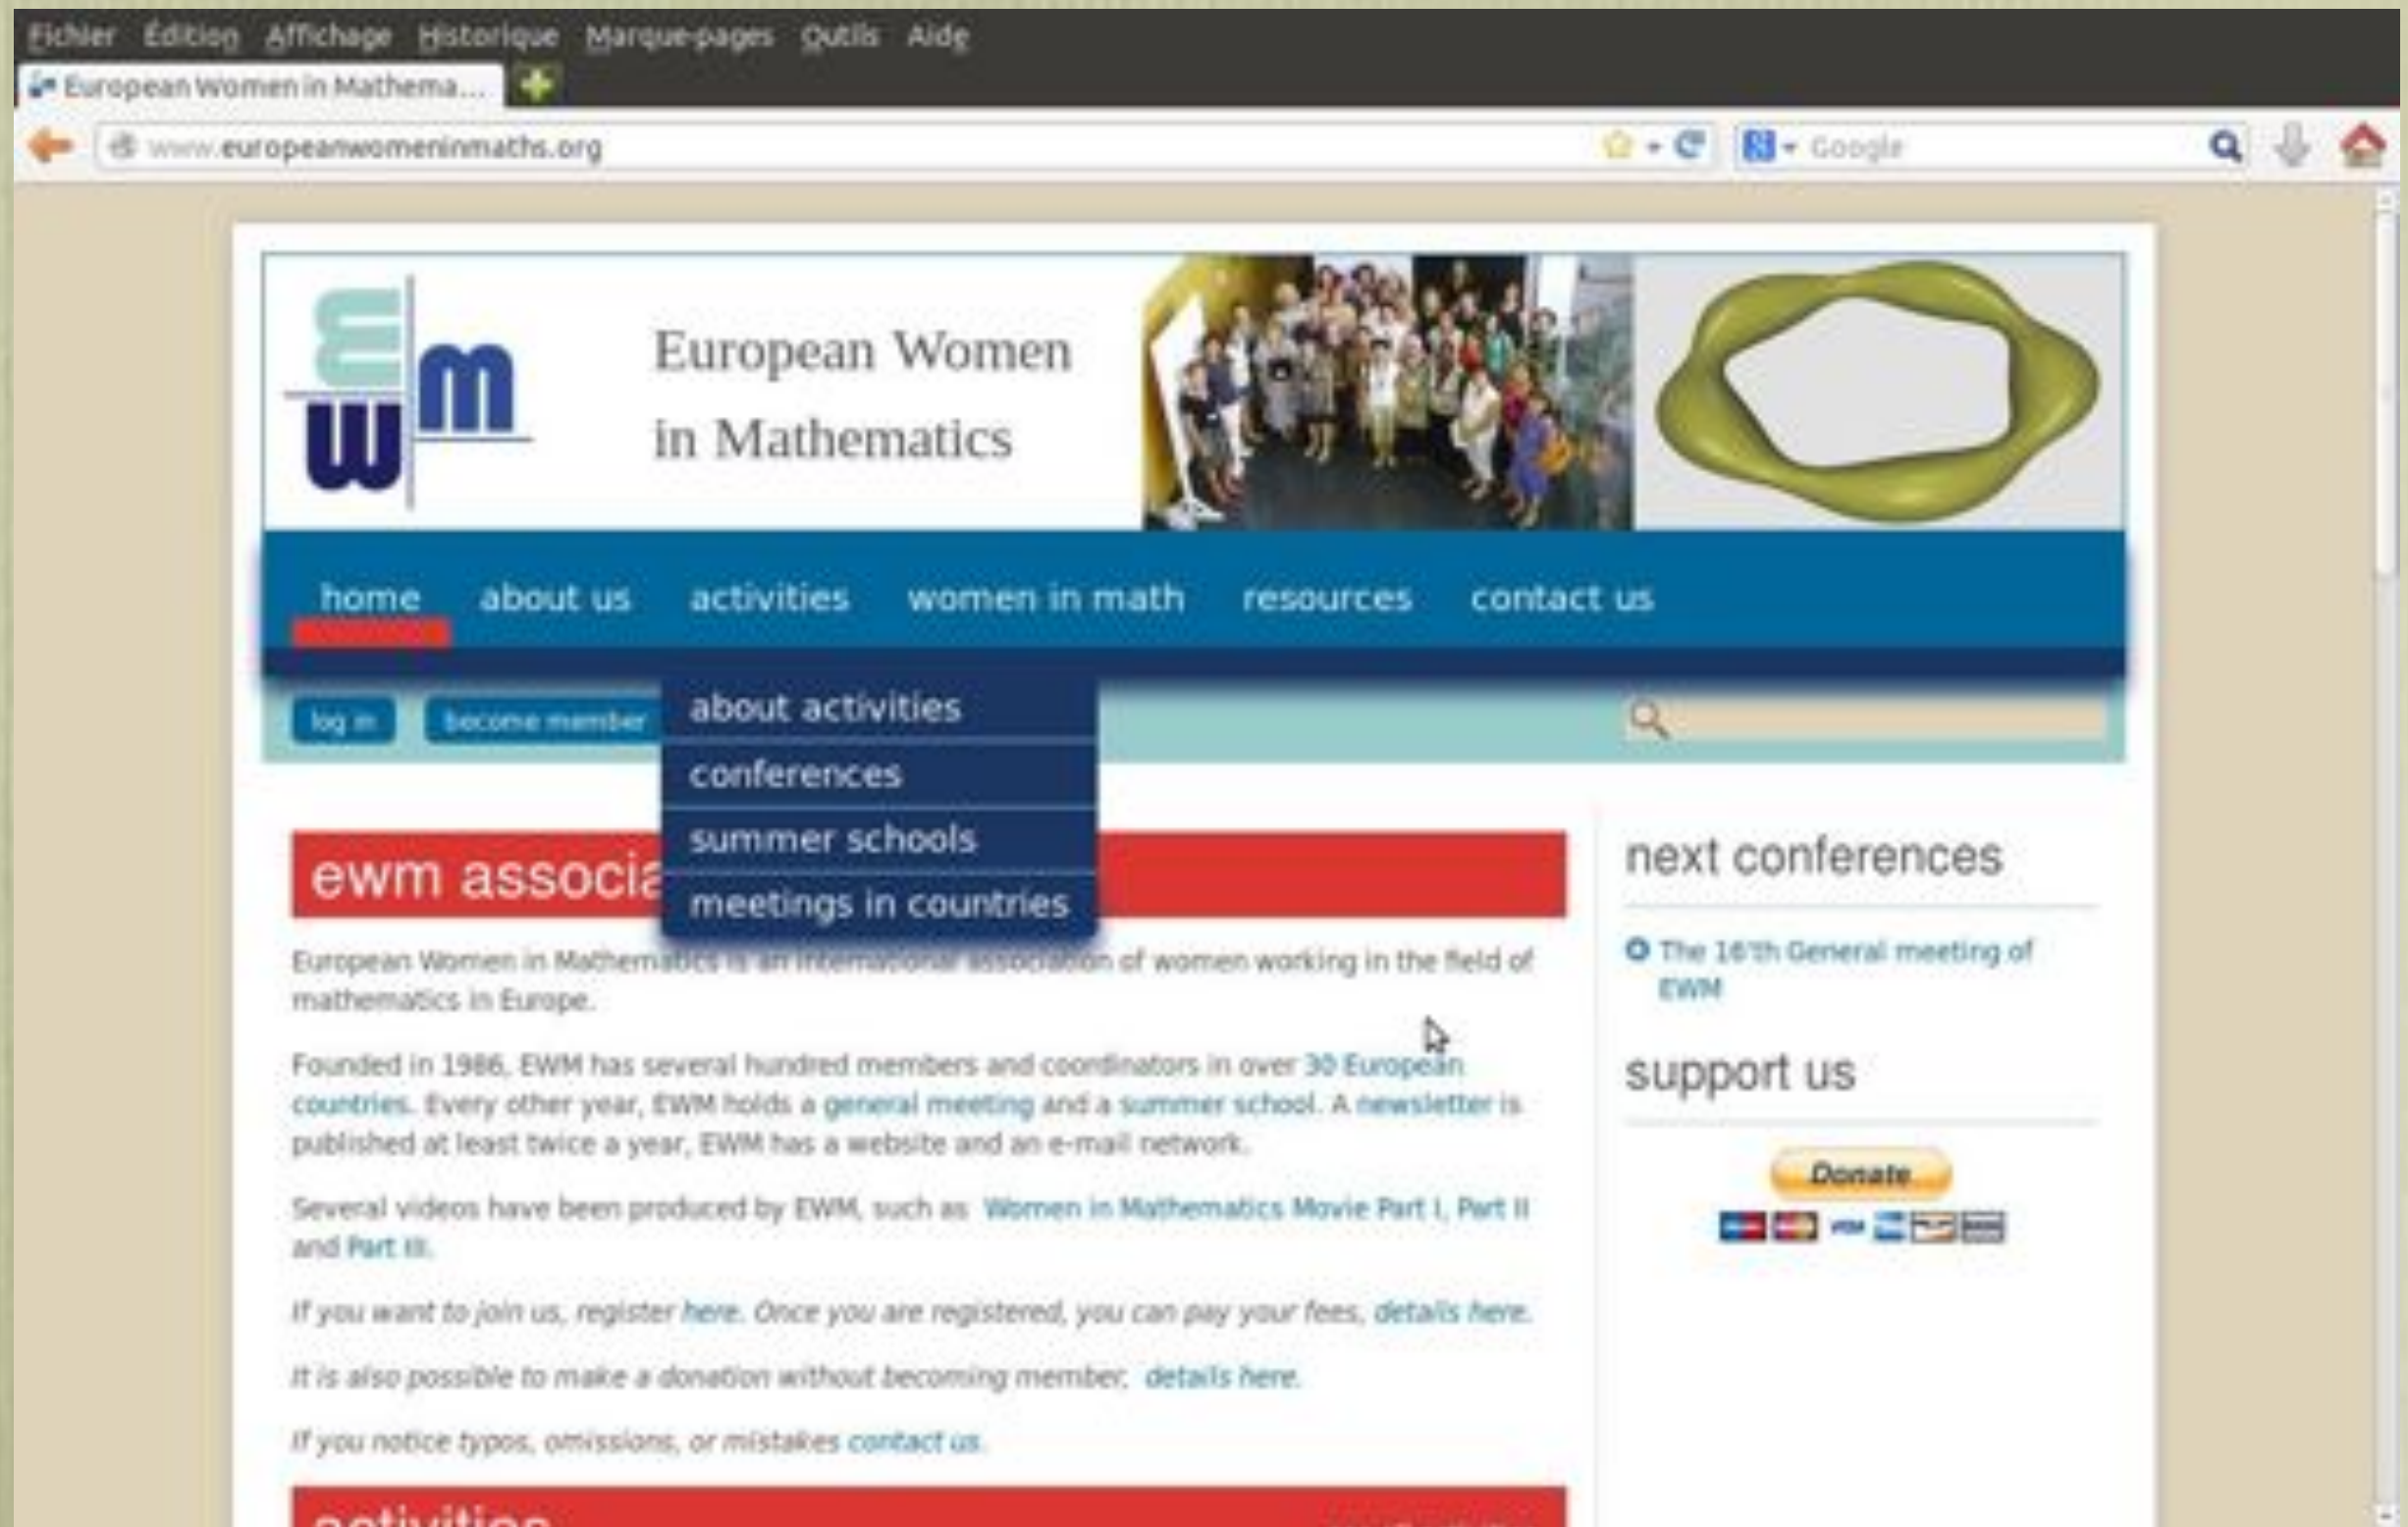 Fichier Édition Affichage Historique Marque-pages Outils Aide
European Women in Mathema...
www.europeanwomeninmaths.org
Google
e m w
European Women
in Mathematics
home about us activities women in math resources contact us
log in become member
about activities
conferences
summer schools
meetings in countries
ewm associa
European Women in Mathematics is an international association of women working in the field of
mathematics in Europe.
Founded in 1986, EWM has several hundred members and coordinators in over 30 European
countries. Every other year, EWM holds a general meeting and a summer school. A newsletter is
published at least twice a year, EWM has a website and an e-mail network.
Several videos have been produced by EWM, such as Women in Mathematics Movie Part I, Part II
and Part III.
If you want to join us, register here. Once you are registered, you can pay your fees, details here.
It is also possible to make a donation without becoming member, details here.
If you notice typos, omissions, or mistakes contact us.
activities
next conferences
The 16'th General meeting of
EWM
support us
Donate
VISA